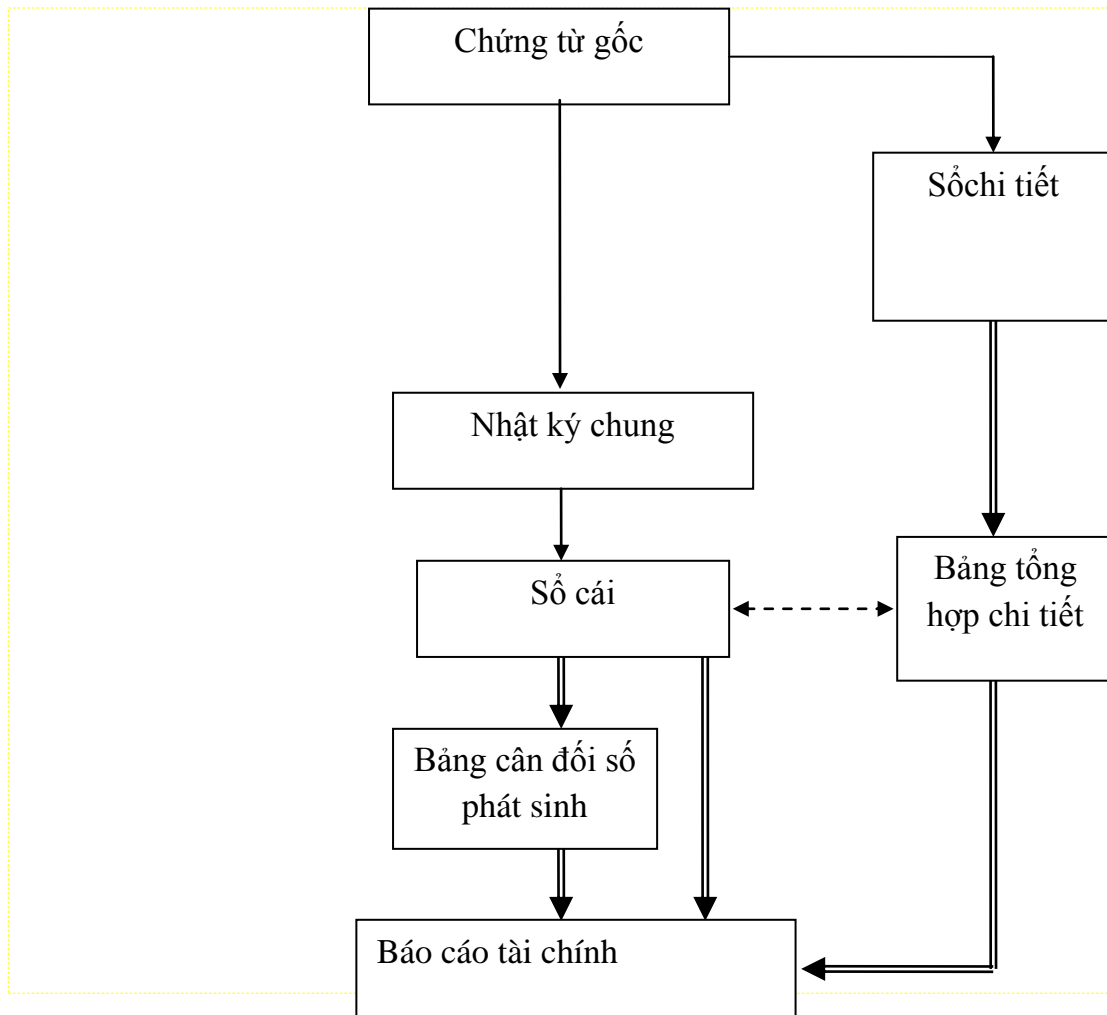 Chứng từ gốc
Sổchi tiết
Nhật ký chung
Sổ cái
Bảng tổng
hợp chi tiết
Bảng cân đối số
phát sinh
Báo cáo tài chính